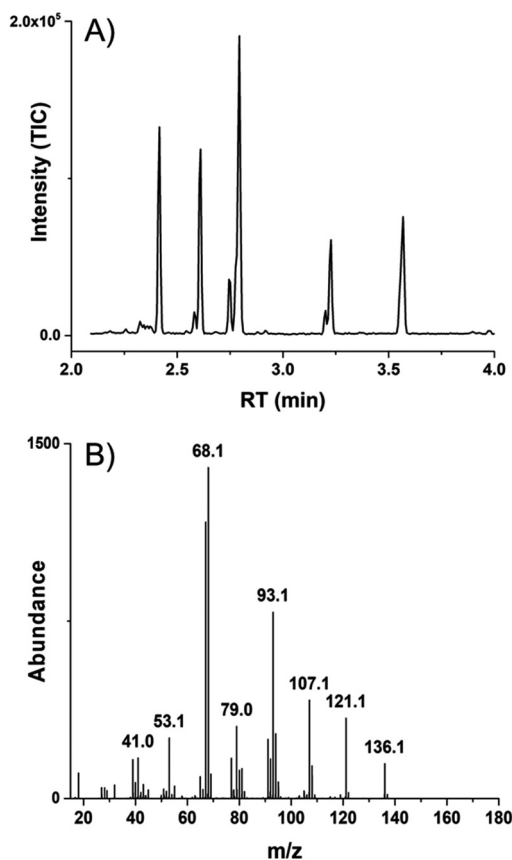 A)
2.0x10⁵
Intensity (TIC)
0.0
2.0 2.5 3.0 3.5 4.0
RT (min)
B)
1500
68.1
93.1
107.1
121.1
79.0
53.1
41.0
136.1
Abundance
0
20 40 60 80 100 120 140 160 180
m/z